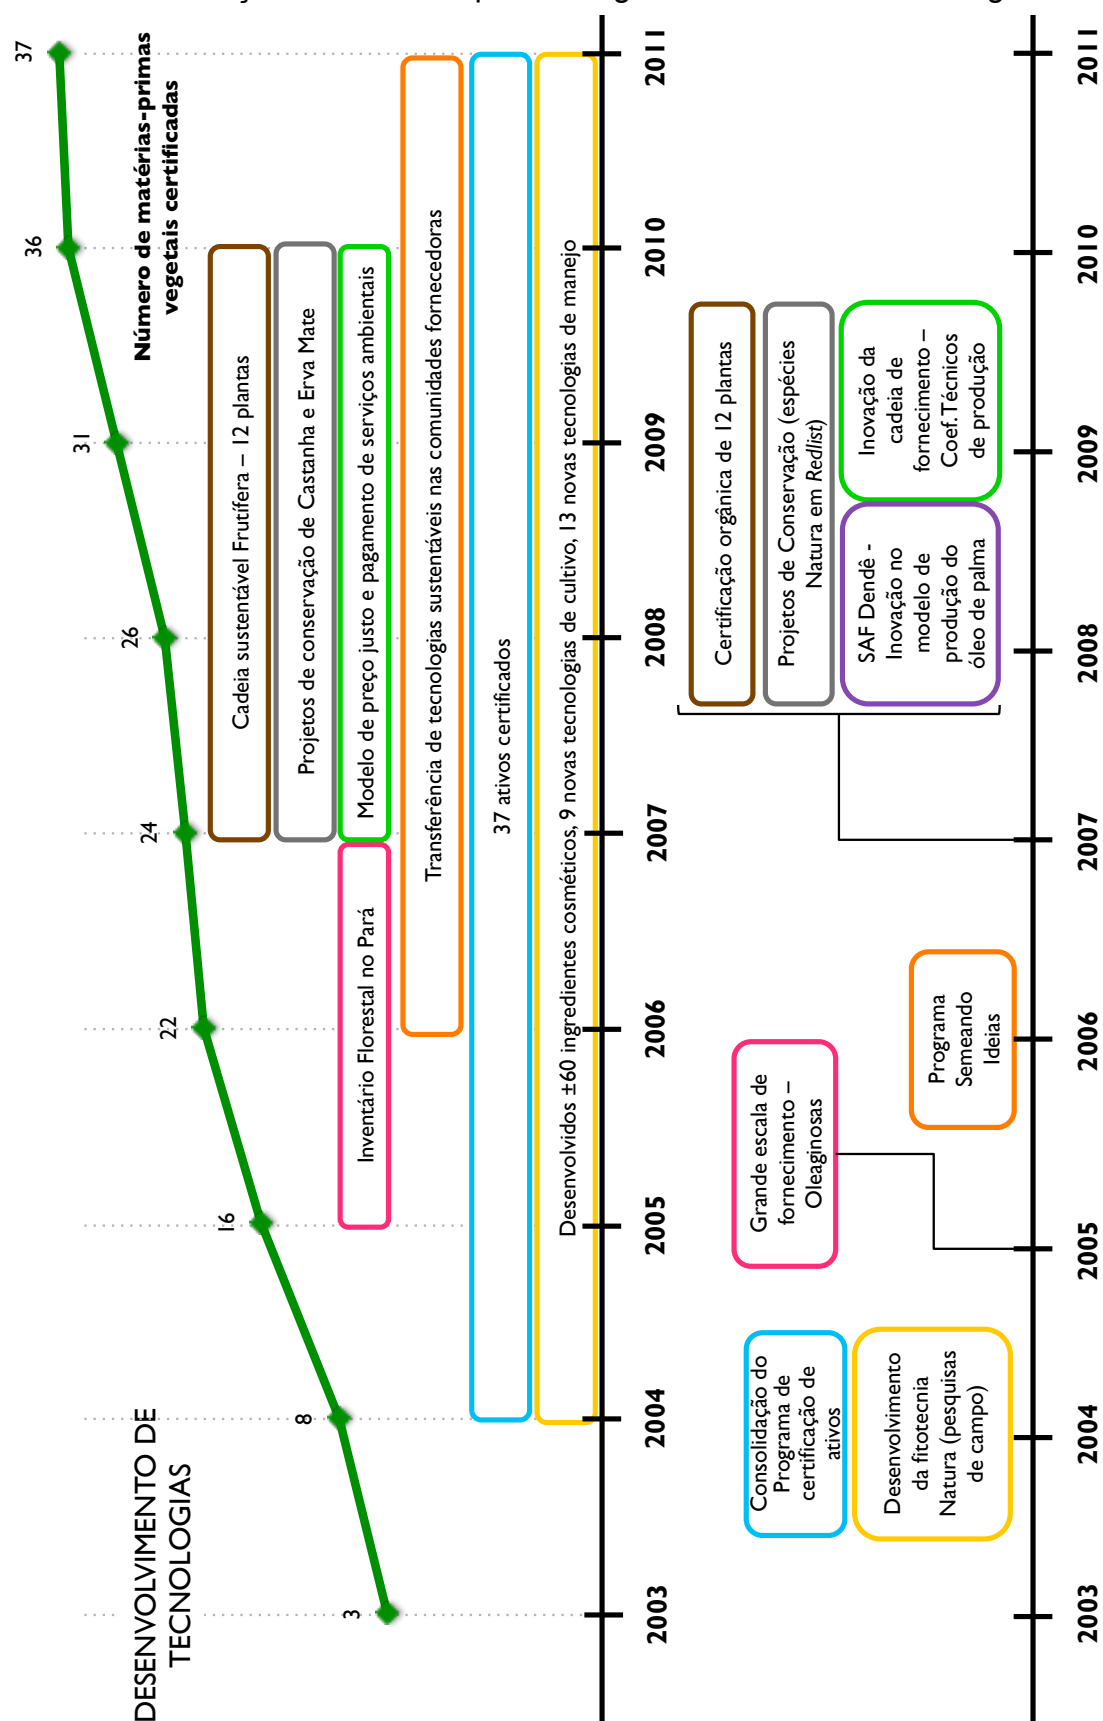 DESENVOLVIMENTO DE
TECNOLOGIAS
Número de matérias-primas
vegetais certificadas
3
8
16
22
24
26
31
36
37
Cadeia sustentável Frutífera – 12 plantas
Projetos de conservação de Castanha e Erva Mate
Inventário Florestal no Pará
Modelo de preço justo e pagamento de serviços ambientais
Transferência de tecnologias sustentáveis nas comunidades fornecedoras
37 ativos certificados
Desenvolvidos ±60 ingredientes cosméticos, 9 novas tecnologias de cultivo, 13 novas tecnologias de manejo
2003
2004
2005
2006
2007
2008
2009
2010
2011
Consolidação do
Programa de
certificação de
ativos
Desenvolvimento
da fitotecnia
Natura (pesquisas
de campo)
Grande escala de
fornecimento –
Oleaginosas
Programa
Semeando
Ideias
Certificação orgânica de 12 plantas
Projetos de Conservação (espécies
Natura em Redlist)
SAF Dendê -
Inovação no
modelo de
produção do
óleo de palma
Inovação da
cadeia de
fornecimento –
Coef. Técnicos
de produção
2003
2004
2005
2006
2007
2008
2009
2010
2011